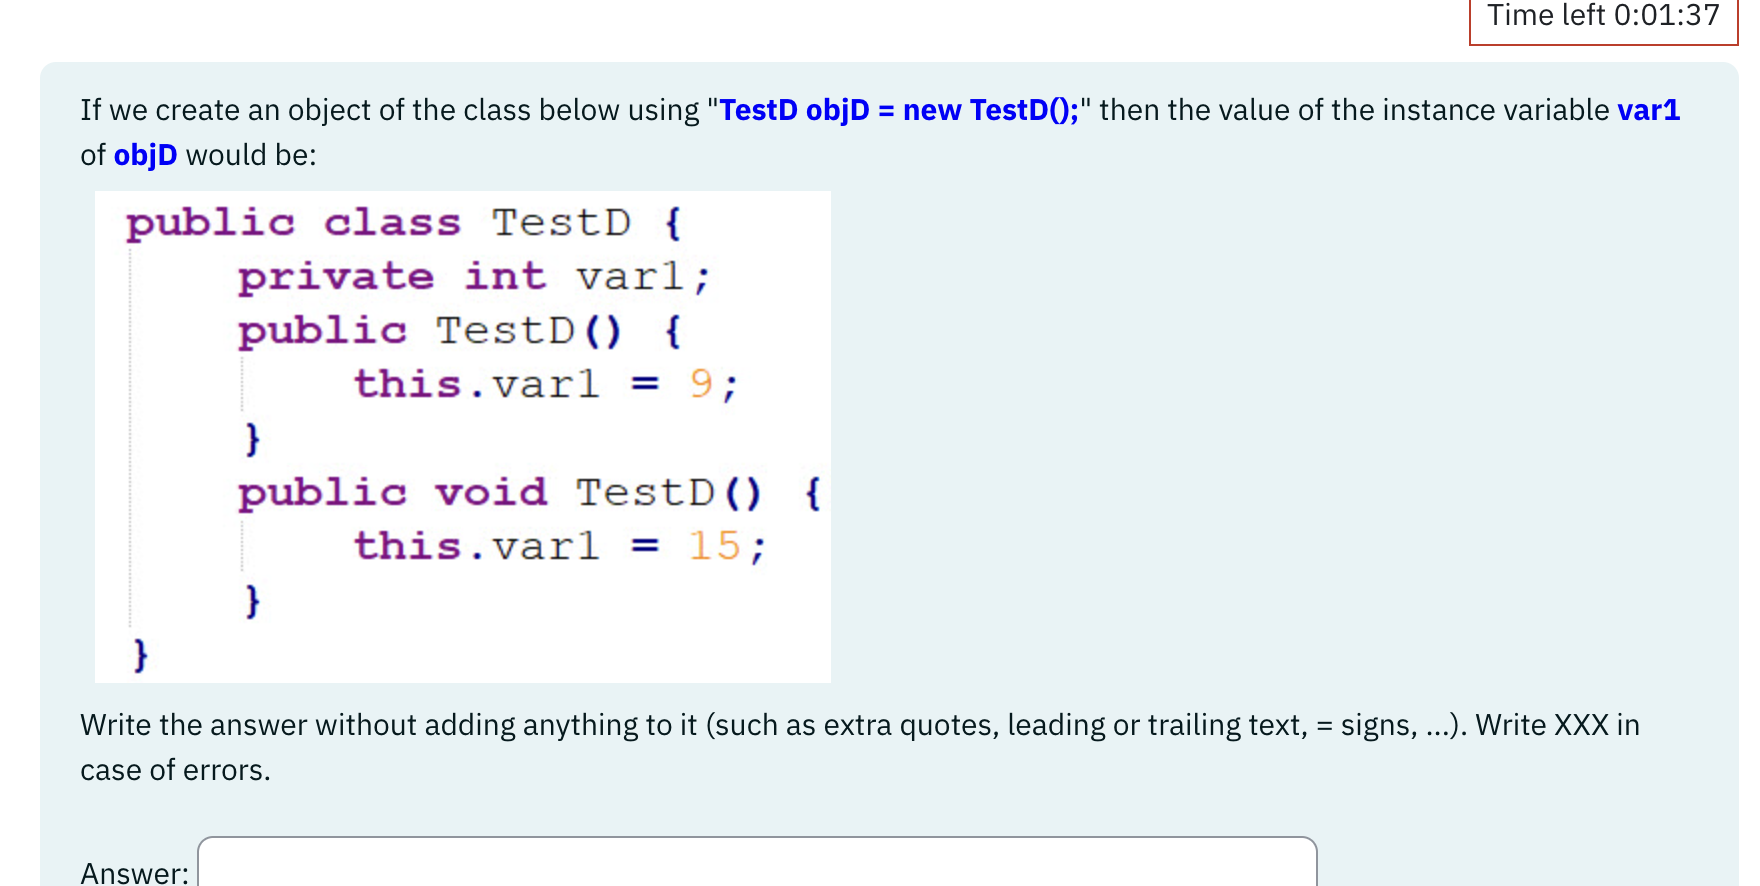 Time left 0:01:37
If we create an object of the class below using "TestD objD = new TestD();" then the value of the instance variable var1
of objD would be:
public class TestD {
private int var1;
public TestD() {
this.var1 = 9;
}
public void TestD() {
this.var1 = 15;
}
}
Write the answer without adding anything to it (such as extra quotes, leading or trailing text, = signs, ...). Write XXX in
case of errors.
Answer: